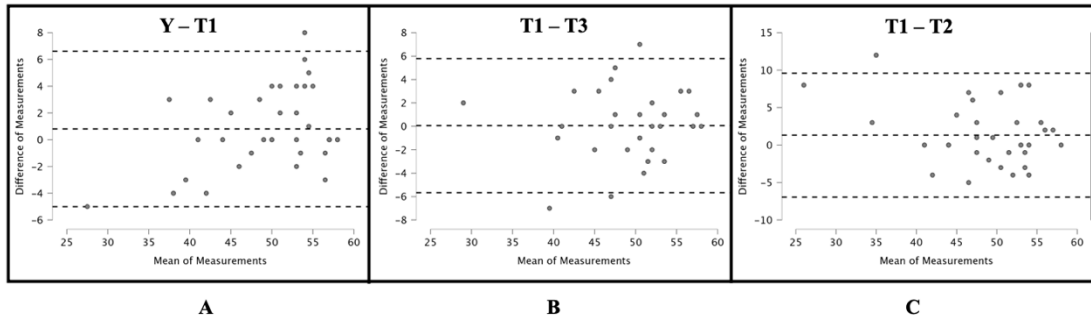 Y – T1
Difference of Measurements
8
6
4
2
0
-2
-4
-6
25 30 35 40 45 50 55 60
Mean of Measurements
A
T1 – T3
Difference of Measurements
8
6
4
2
0
-2
-4
-6
-8
25 30 35 40 45 50 55 60
Mean of Measurements
B
T1 – T2
Difference of Measurements
15
10
5
0
-5
-10
25 30 35 40 45 50 55 60
Mean of Measurements
C